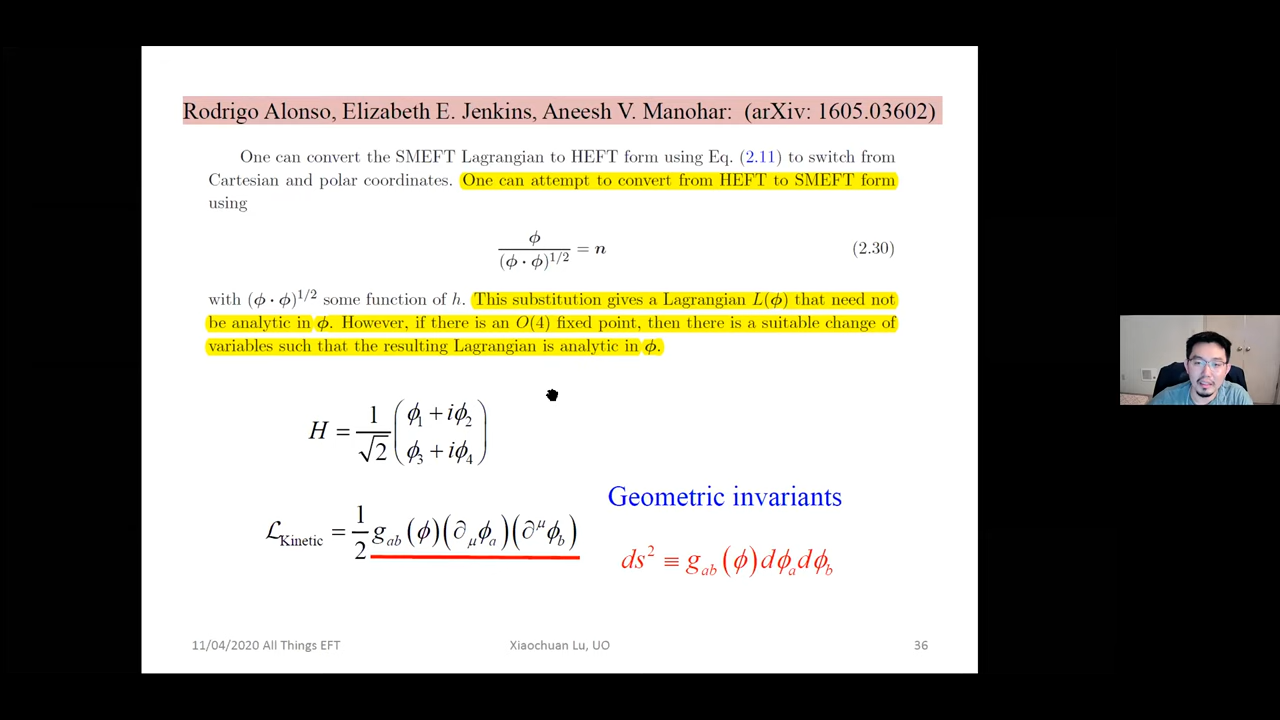 Rodrigo Alonso, Elizabeth E. Jenkins, Aneesh V. Manohar: (arXiv: 1605.03602)
One can convert the SMEFT Lagrangian to HEFT form using Eq. (2.11) to switch from
Cartesian and polar coordinates. One can attempt to convert from HEFT to SMEFT form
using
ϕ / (ϕ · ϕ)^{1/2} = n (2.30)
with (ϕ · ϕ)^{1/2} some function of h. This substitution gives a Lagrangian L(ϕ) that need not
be analytic in ϕ. However, if there is an O(4) fixed point, then there is a suitable change of
variables such that the resulting Lagrangian is analytic in ϕ.
H = 1/√2 (ϕ₁ + iϕ₂
ϕ₃ + iϕ₄)
Geometric invariants
ℒ_Kinetic = 1/2 g_{ab}(ϕ)(∂_μϕ_a)(∂^μϕ_b)
ds² ≡ g_{ab}(ϕ)dϕ_a dϕ_b
11/04/2020 All Things EFT
Xiaochuan Lu, UO
36